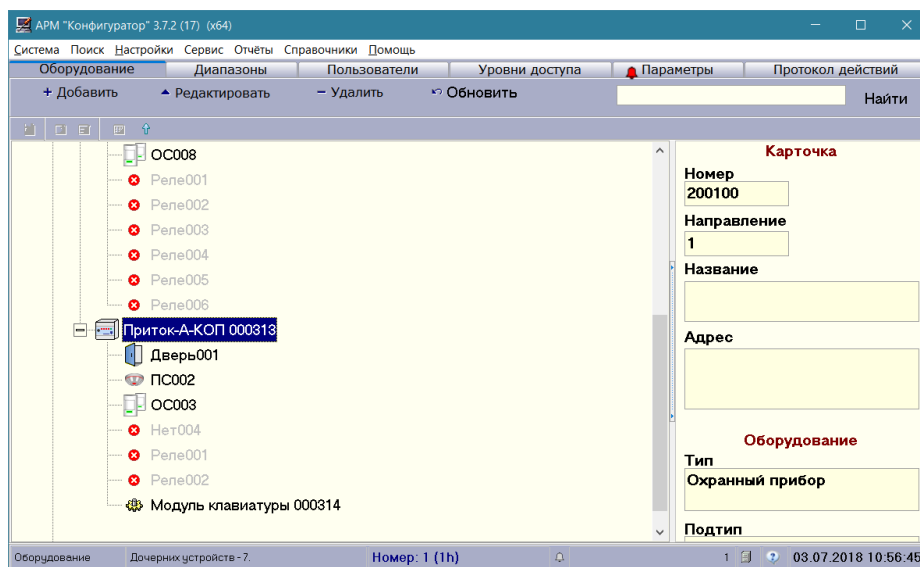 АРМ "Конфигуратор" 3.7.2 (17) (x64)
Система Поиск Настройки Сервис Отчёты Справочники Помощь
Оборудование Диапазоны Пользователи Уровни доступа Параметры Протокол действий
+ Добавить Редактировать − Удалить Обновить Найти
ОС008
Реле001
Реле002
Реле003
Реле004
Реле005
Реле006
Приток-А-КОП 000313
Дверь001
ПС002
ОС003
Нет004
Реле001
Реле002
Модуль клавиатуры 000314
Карточка
Номер
200100
Направление
1
Название
Адрес
Оборудование
Тип
Охранный прибор
Подтип
Оборудование Дочерних устройств - 7. Номер: 1 (1h) 1 03.07.2018 10:56:45